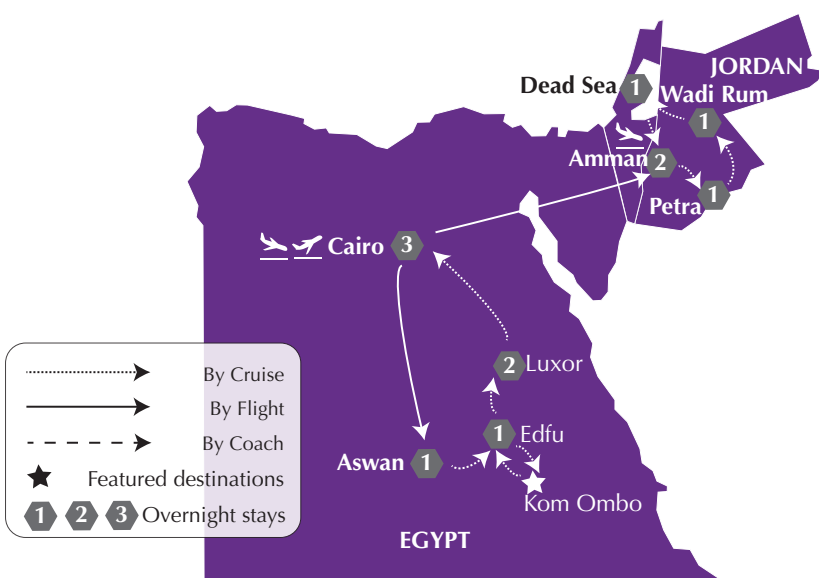 JORDAN
Dead Sea 1
Wadi Rum
1
Amman 2
Petra 1
Cairo 3
2 Luxor
1 Edfu
Aswan 1
Kom Ombo
EGYPT
By Cruise
By Flight
By Coach
Featured destinations
1 2 3 Overnight stays